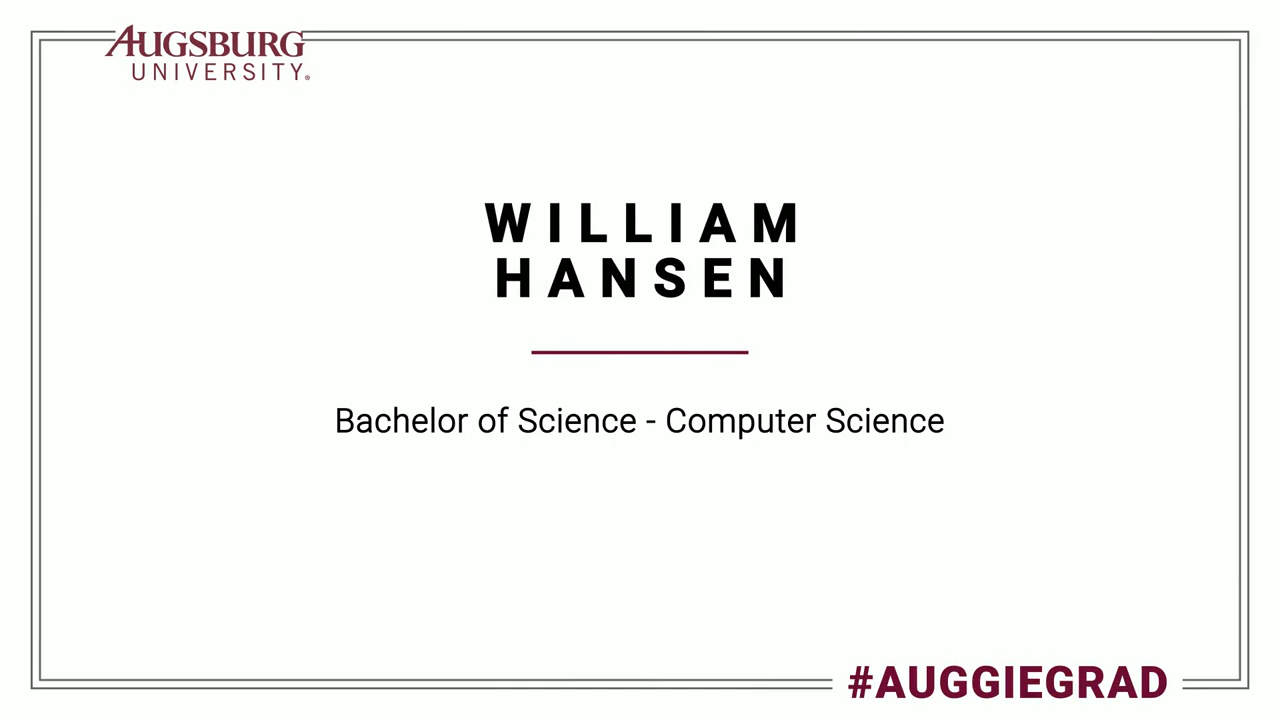 AUGSBURG
UNIVERSITY®
WILLIAM
HANSEN
Bachelor of Science - Computer Science
#AUGGIEGRAD